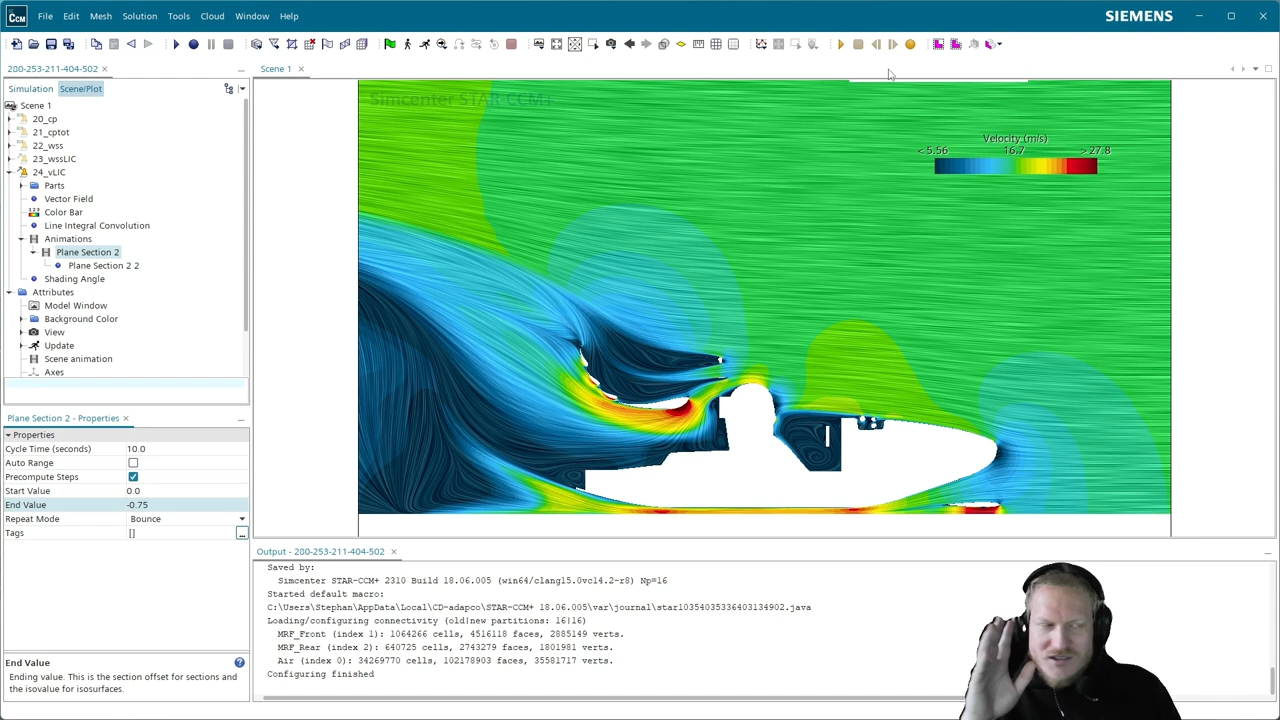 CCM File Edit Mesh Solution Tools Cloud Window Help SIEMENS
280-253-211-404-502
Scene 1
Simulation Scene/Plot
Scene 1
20_cp
21_cptot
22_wss
23_wssLIC
24_vLIC
Parts
Vector Field
Color Bar
Line Integral Convolution
Animations
Plane Section 2
Plane Section 2 2
Shading Angle
Attributes
Model Window
Background Color
View
Update
Scene animation
Axes
Simcenter STAR-CCM+
Velocity (m/s)
< 5.56 16.7 > 27.8
Plane Section 2 - Properties
Properties
Cycle Time (seconds) 10.0
Auto Range
Precompute Steps
Start Value 0.0
End Value -0.75
Repeat Mode Bounce
Tags []
...
End Value
Ending value. This is the section offset for sections and
the isovalue for isosurfaces.
Output - 280-253-211-404-502
Saved by:
Simcenter STAR-CCM+ 2310 Build 18.06.005 (win64/clang15.0vc14.2-r8) Np=16
Started default macro:
C:\Users\Stephan\AppData\Local\CD-adapco\STAR-CCM+ 18.06.005\var\journal\star10354035336403134902.java
Loading/configuring connectivity (old|new partitions: 16|16)
MRF_Front (index 1): 1064266 cells, 4516118 faces, 2885149 verts.
MRF_Rear (index 2): 640725 cells, 2743279 faces, 1801981 verts.
Air (index 0): 34269770 cells, 102178903 faces, 35581717 verts.
Configuring finished